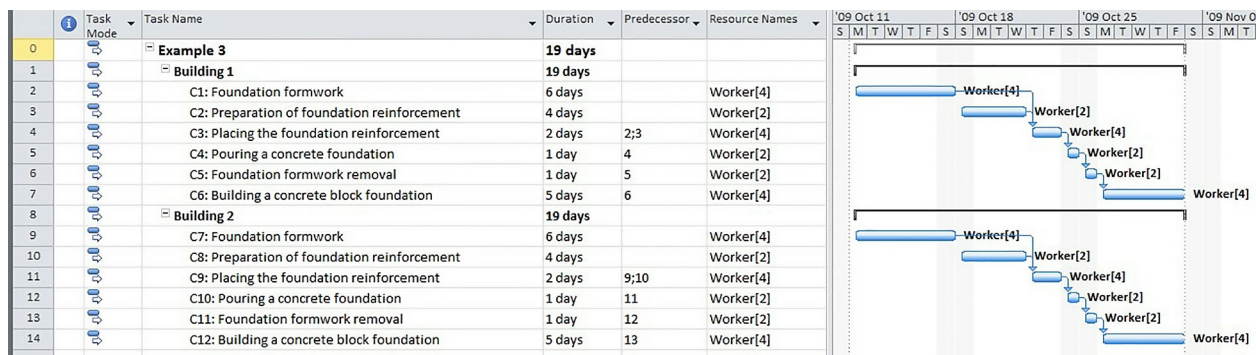 Task Mode Task Name Duration Predecessor Resource Names '09 Oct 11 '09 Oct 18 '09 Oct 25 '09 Nov 0
S M T W T F S S M T W T F S S M T W T F S S M T
0 Example 3 19 days
1 Building 1 19 days
2 C1: Foundation formwork 6 days Worker[4] Worker[4]
3 C2: Preparation of foundation reinforcement 4 days Worker[2] Worker[2]
4 C3: Placing the foundation reinforcement 2 days 2;3 Worker[4] Worker[4]
5 C4: Pouring a concrete foundation 1 day 4 Worker[2] Worker[2]
6 C5: Foundation formwork removal 1 day 5 Worker[2] Worker[2]
7 C6: Building a concrete block foundation 5 days 6 Worker[4] Worker[4]
8 Building 2 19 days
9 C7: Foundation formwork 6 days Worker[4] Worker[4]
10 C8: Preparation of foundation reinforcement 4 days Worker[2] Worker[2]
11 C9: Placing the foundation reinforcement 2 days 9;10 Worker[4] Worker[4]
12 C10: Pouring a concrete foundation 1 day 11 Worker[2] Worker[2]
13 C11: Foundation formwork removal 1 day 12 Worker[2] Worker[2]
14 C12: Building a concrete block foundation 5 days 13 Worker[4] Worker[4]